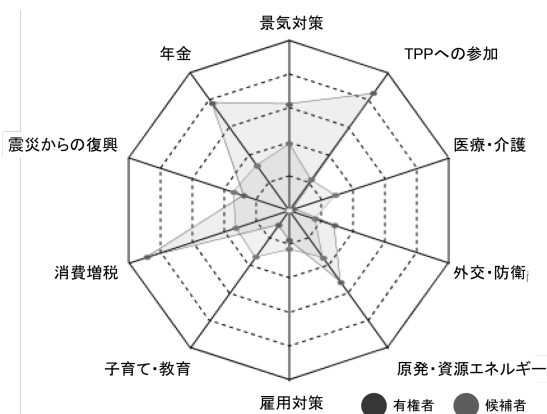 景気対策
年金
TPPへの参加
震災からの復興
医療・介護
消費増税
外交・防衛
子育て・教育
原発・資源エネルギー
雇用対策
有権者 候補者